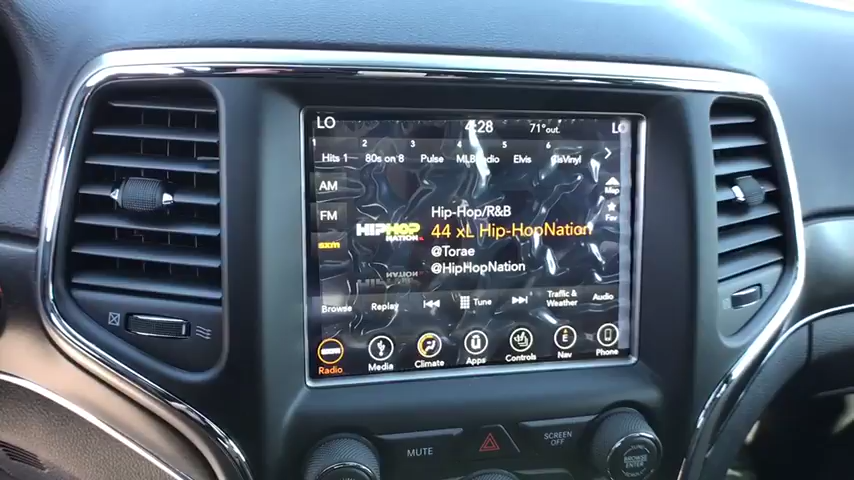 LO 4:28 71°out. LO
1 2 3 4 5 6
Hits 1 80s on 8 Pulse MLBRadio Elvis
AM
Map
FM
Fav
sxm
HIPHOP
NATION
Hip-Hop/R&B
44 xL Hip-HopNation
@Torae
@HipHopNation
Browse Replay Tune Traffic & Weather Audio
Radio Media Climate Apps Controls Nav Phone
MUTE
SCREEN
OFF
BROWSE
ENTER